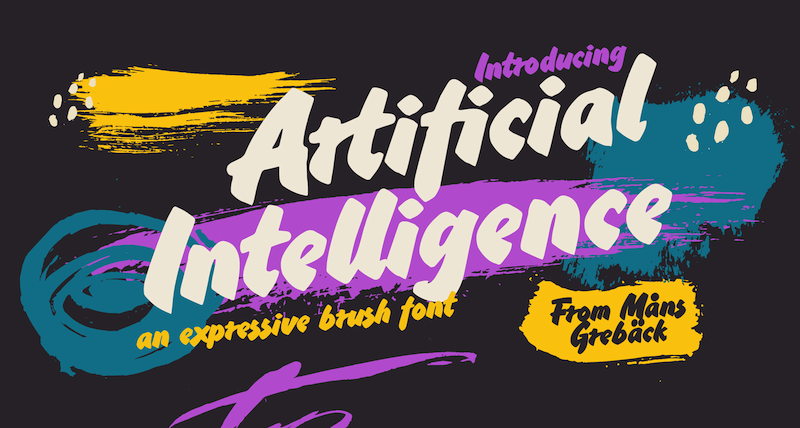 Introducing
Artificial
Intelligence
an expressive brush font
From Måns
Grebäck